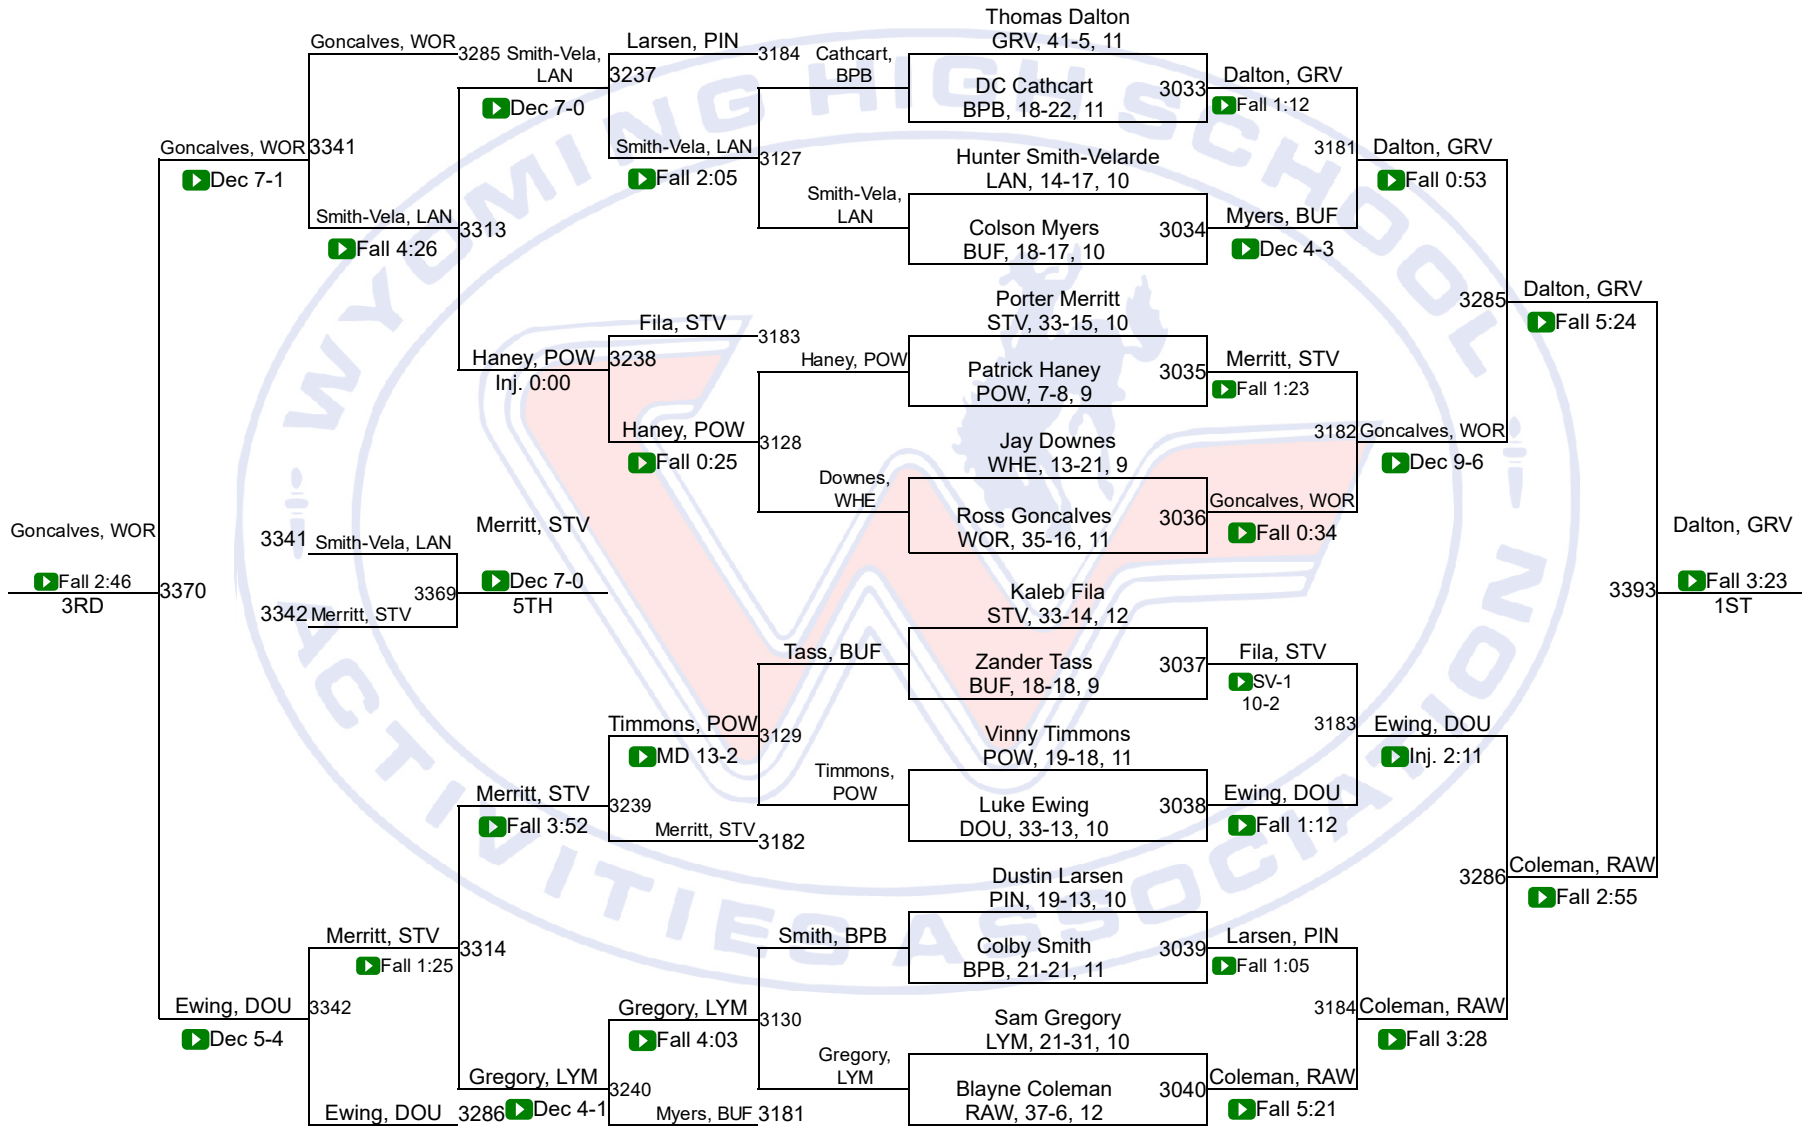 Thomas Dalton
GRV, 41-5, 11
Goncalves, WOR
3285
Smith-Vela,
LAN
Larsen, PIN
3184
Cathcart,
BPB
3237
Dec 7-0
DC Cathcart
BPB, 18-22, 11
3033
Dalton, GRV
Fall 1:12
Goncalves, WOR
3341
Dec 7-1
Smith-Vela, LAN
3127
Fall 2:05
Hunter Smith-Velarde
LAN, 14-17, 10
3181
Dalton, GRV
Fall 0:53
Smith-Vela, LAN
3313
Fall 4:26
Smith-Vela,
LAN
Colson Myers
BUF, 18-17, 10
3034
Myers, BUF
Dec 4-3
Porter Merritt
STV, 33-15, 10
3285
Dalton, GRV
Fall 5:24
Fila, STV
3183
Haney, POW
3238
Inj. 0:00
Haney, POW
Patrick Haney
POW, 7-8, 9
3035
Merritt, STV
Fall 1:23
Haney, POW
3128
Fall 0:25
Jay Downes
WHE, 13-21, 9
3182
Goncalves, WOR
Dec 9-6
Downes,
WHE
Ross Goncalves
WOR, 35-16, 11
3036
Goncalves, WOR
Fall 0:34
Goncalves, WOR
Fall 2:46
3RD
3370
3341
Smith-Vela, LAN
3342
Merritt, STV
3369
Merritt, STV
Dec 7-0
5TH
Dalton, GRV
3393
Fall 3:23
1ST
Kaleb Fila
STV, 33-14, 12
Tass, BUF
Zander Tass
BUF, 18-18, 9
3037
Fila, STV
SV-1
10-2
Timmons, POW
3129
MD 13-2
Vinny Timmons
POW, 19-18, 11
3183
Ewing, DOU
Inj. 2:11
Merritt, STV
3239
Fall 3:52
Merritt, STV
3182
Timmons,
POW
Luke Ewing
DOU, 33-13, 10
3038
Ewing, DOU
Fall 1:12
Dustin Larsen
PIN, 19-13, 10
3286
Coleman, RAW
Fall 2:55
Merritt, STV
3314
Fall 1:25
Smith, BPB
Colby Smith
BPB, 21-21, 11
3039
Larsen, PIN
Fall 1:05
Ewing, DOU
3342
Dec 5-4
Gregory, LYM
3130
Fall 4:03
Sam Gregory
LYM, 21-31, 10
3184
Coleman, RAW
Fall 3:28
Gregory, LYM
3240
Dec 4-1
Gregory,
LYM
Blayne Coleman
RAW, 37-6, 12
3040
Coleman, RAW
Fall 5:21
Ewing, DOU
3286
Myers, BUF
3181
WYOMING HIGH SCHOOL
ACTIVITIES ASSOCIATION